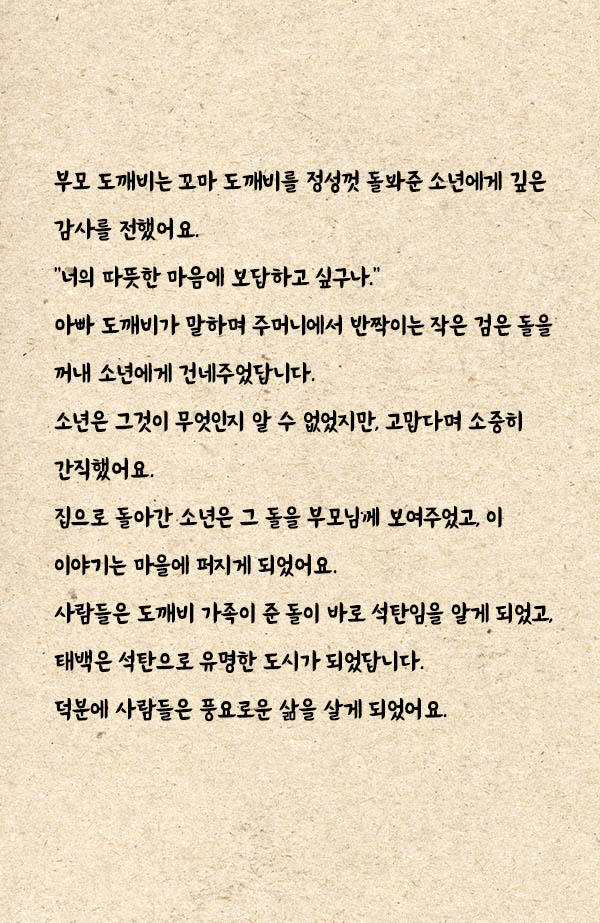 부모 도깨비는 꼬마 도깨비를 정성껏 돌봐준 소년에게 깊은
감사를 전했어요.
"너의 따뜻한 마음에 보답하고 싶구나."
아빠 도깨비가 말하며 주머니에서 반짝이는 작은 검은 돌을
꺼내 소년에게 건네주었답니다.
소년은 그것이 무엇인지 알 수 없었지만, 고맙다며 소중히
간직했어요.
집으로 돌아간 소년은 그 돌을 부모님께 보여주었고, 이
이야기는 마을에 퍼지게 되었어요.
사람들은 도깨비 가족이 준 돌이 바로 석탄임을 알게 되었고,
태백은 석탄으로 유명한 도시가 되었답니다.
덕분에 사람들은 풍요로운 삶을 살게 되었어요.